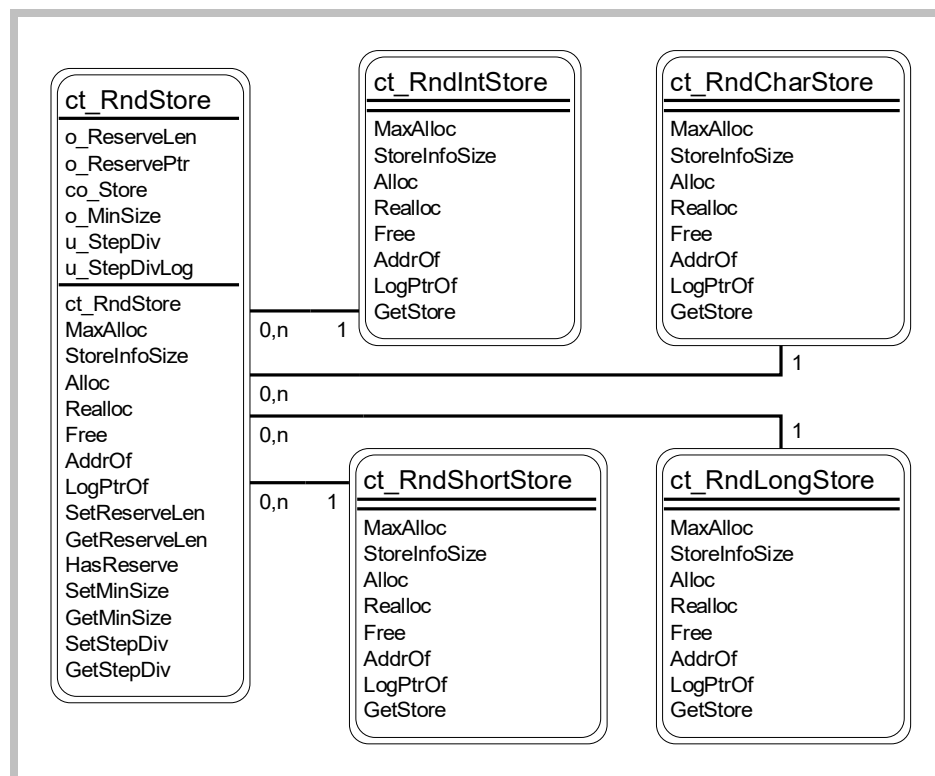 ct_RndStore
o_ReserveLen
o_ReservePtr
co_Store
o_MinSize
u_StepDiv
u_StepDivLog
ct_RndStore
MaxAlloc
StoreInfoSize
Alloc
Realloc
Free
AddrOf
LogPtrOf
SetReserveLen
GetReserveLen
HasReserve
SetMinSize
GetMinSize
SetStepDiv
GetStepDiv
0,n 1
0,n
1
0,n
1
0,n 1
ct_RndIntStore
MaxAlloc
StoreInfoSize
Alloc
Realloc
Free
AddrOf
LogPtrOf
GetStore
ct_RndCharStore
MaxAlloc
StoreInfoSize
Alloc
Realloc
Free
AddrOf
LogPtrOf
GetStore
ct_RndShortStore
MaxAlloc
StoreInfoSize
Alloc
Realloc
Free
AddrOf
LogPtrOf
GetStore
ct_RndLongStore
MaxAlloc
StoreInfoSize
Alloc
Realloc
Free
AddrOf
LogPtrOf
GetStore